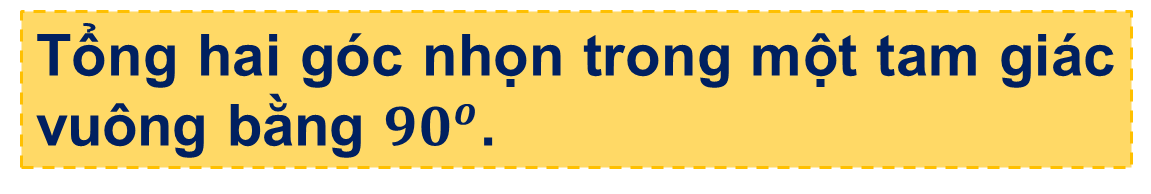 Tổng hai góc nhọn trong một tam giác
vuông bằng 90º.